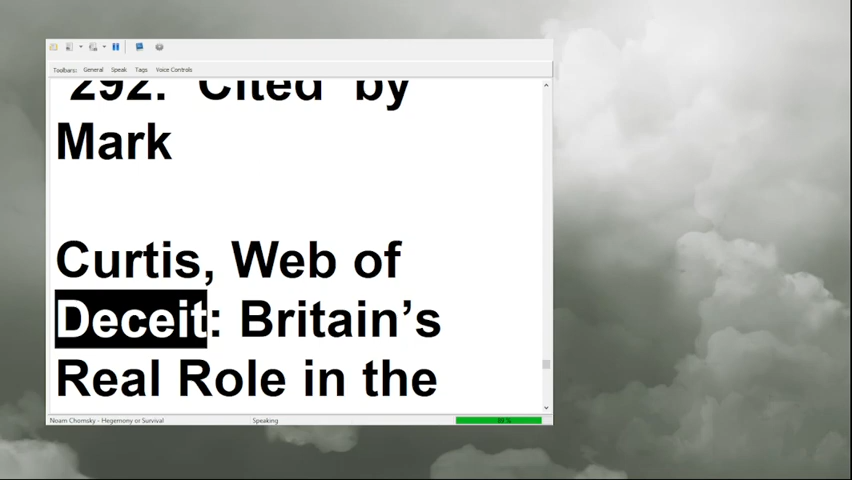 Toolbars: General Speak Tags Voice Controls
292. Cited by
Mark
Curtis, Web of
Deceit: Britain’s
Real Role in the
Noam Chomsky - Hegemony or Survival Speaking